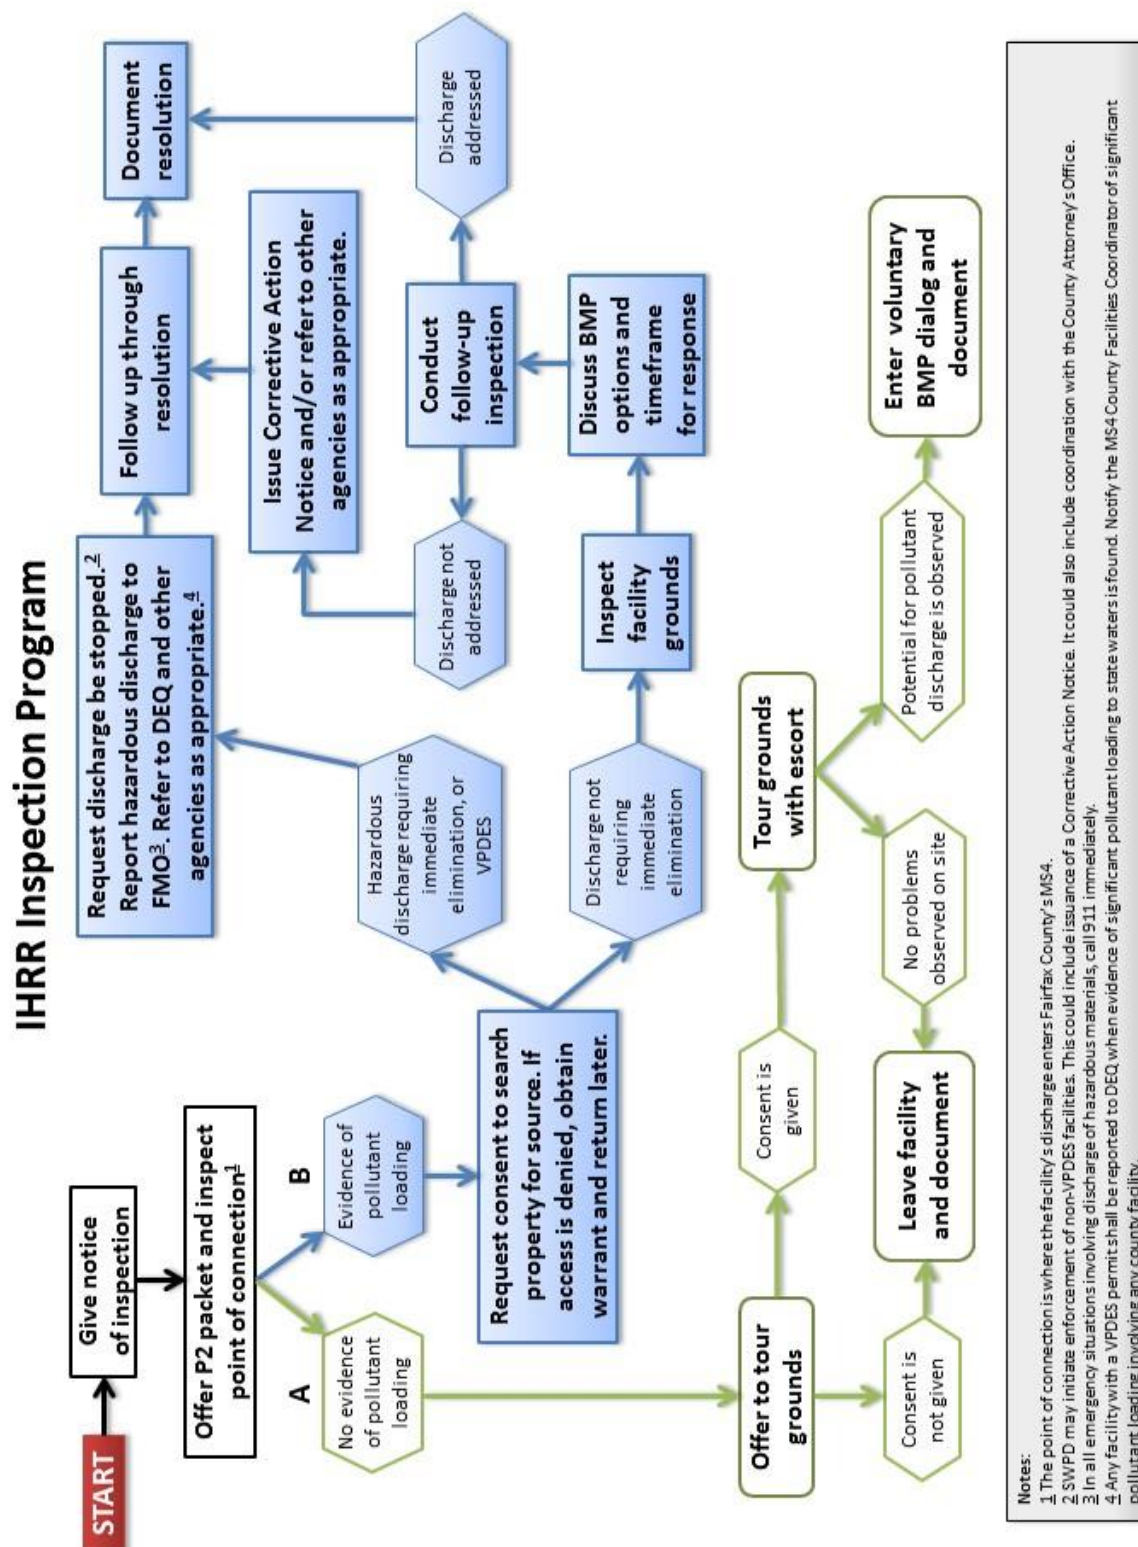 IHRR Inspection Program
START
Give notice
of inspection
Offer P2 packet and inspect
point of connection1
A
No evidence
of pollutant
loading
B
Evidence of
pollutant
loading
Request consent to search
property for source. If
access is denied, obtain
warrant and return later.
Hazardous
discharge requiring
immediate
elimination, or
VPDES
Request discharge be stopped.2
Report hazardous discharge to
FMO3. Refer to DEQ and other
agencies as appropriate.4
Follow up through
resolution
Document
resolution
Discharge not
requiring
immediate
elimination
Inspect
facility
grounds
Discuss BMP
options and
timeframe
for response
Conduct
follow-up
inspection
Discharge not
addressed
Issue Corrective Action
Notice and/or refer to other
agencies as appropriate.
Discharge
addressed
Offer to tour
grounds
Consent is
given
Tour grounds
with escort
Consent is
not given
Leave facility
and document
No problems
observed on site
Potential for pollutant
discharge is observed
Enter voluntary
BMP dialog and
document
Notes:
1 The point of connection is where the facility's discharge enters Fairfax County's MS4.
2 SWPD may initiate enforcement of non-VPDES facilities. This could include issuance of a Corrective Action Notice. It could also include coordination with the County Attorney's Office.
3 In all emergency situations involving discharge of hazardous materials, call 911 immediately.
4 Any facility with a VPDES permit shall be reported to DEQ when evidence of significant pollutant loading to state waters is found. Notify the MS4 County Facilities Coordinator of significant
pollutant loading involving any county facility.